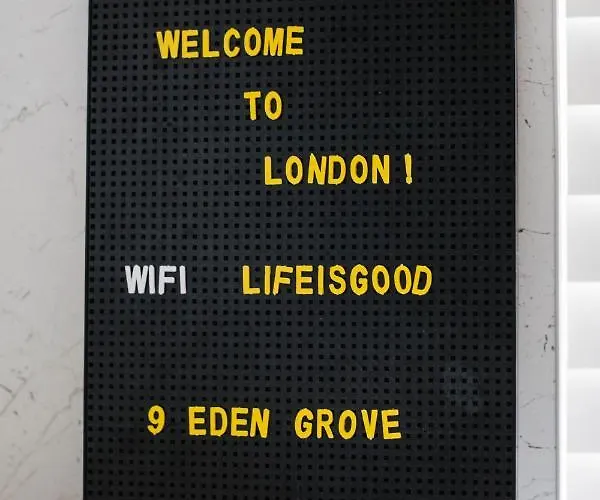 WELCOME
TO
LONDON!
WIFI LIFEISGOOD
9 EDEN GROVE